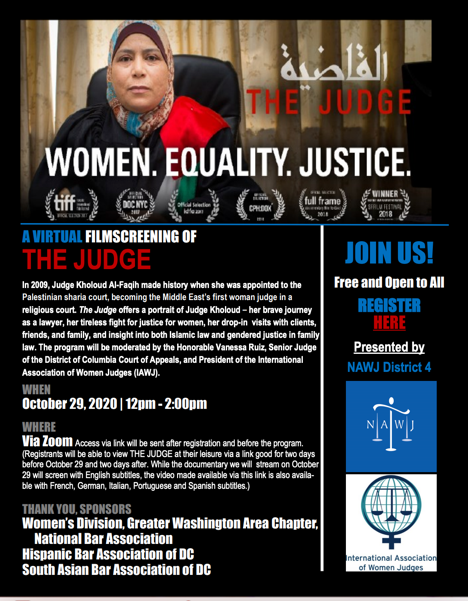 القاضية
THE JUDGE
WOMEN. EQUALITY. JUSTICE.
tiff
OFFICIAL SELECTION 2017
DOC NYC
2017
Official Selection
idfa 2017
CPH:DOX
2018
full frame
2018
WINNER
2018
A VIRTUAL FILMSCREENING OF
THE JUDGE
In 2009, Judge Kholoud Al-Faqih made history when she was appointed to the
Palestinian sharia court, becoming the Middle East's first woman judge in a
religious court. The Judge offers a portrait of Judge Kholoud – her brave journey
as a lawyer, her tireless fight for justice for women, her drop-in visits with clients,
friends, and family, and insight into both Islamic law and gendered justice in family
law. The program will be moderated by the Honorable Vanessa Ruiz, Senior Judge
of the District of Columbia Court of Appeals, and President of the International
Association of Women Judges (IAWJ).
WHEN
October 29, 2020 | 12pm - 2:00pm
WHERE
Via Zoom Access via link will be sent after registration and before the program.
(Registrants will be able to view THE JUDGE at their leisure via a link good for two days
before October 29 and two days after. While the documentary we will stream on October
29 will screen with English subtitles, the video made available via this link is also availa-
ble with French, German, Italian, Portuguese and Spanish subtitles.)
THANK YOU, SPONSORS
Women's Division, Greater Washington Area Chapter,
National Bar Association
Hispanic Bar Association of DC
South Asian Bar Association of DC
JOIN US!
Free and Open to All
REGISTER
HERE
Presented by
NAWJ District 4
N A W J
International Association
of Women Judges